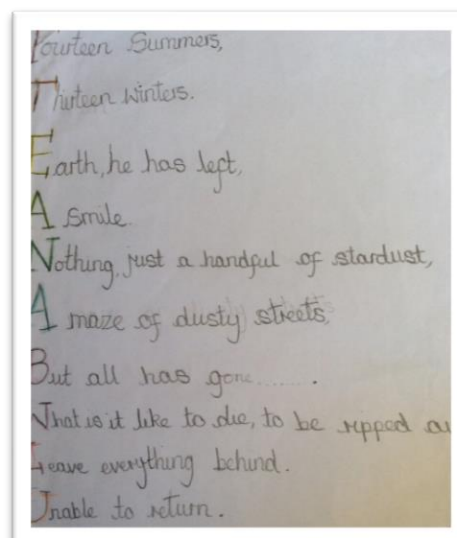 Fourteen Summers,
Thirteen winters.
Earth, he has left,
A smile.
Nothing, just a handful of stardust,
A maze of dusty streets,
But all has gone........
What is it like to die, to be ripped
Leave everything behind.
Unable to return.